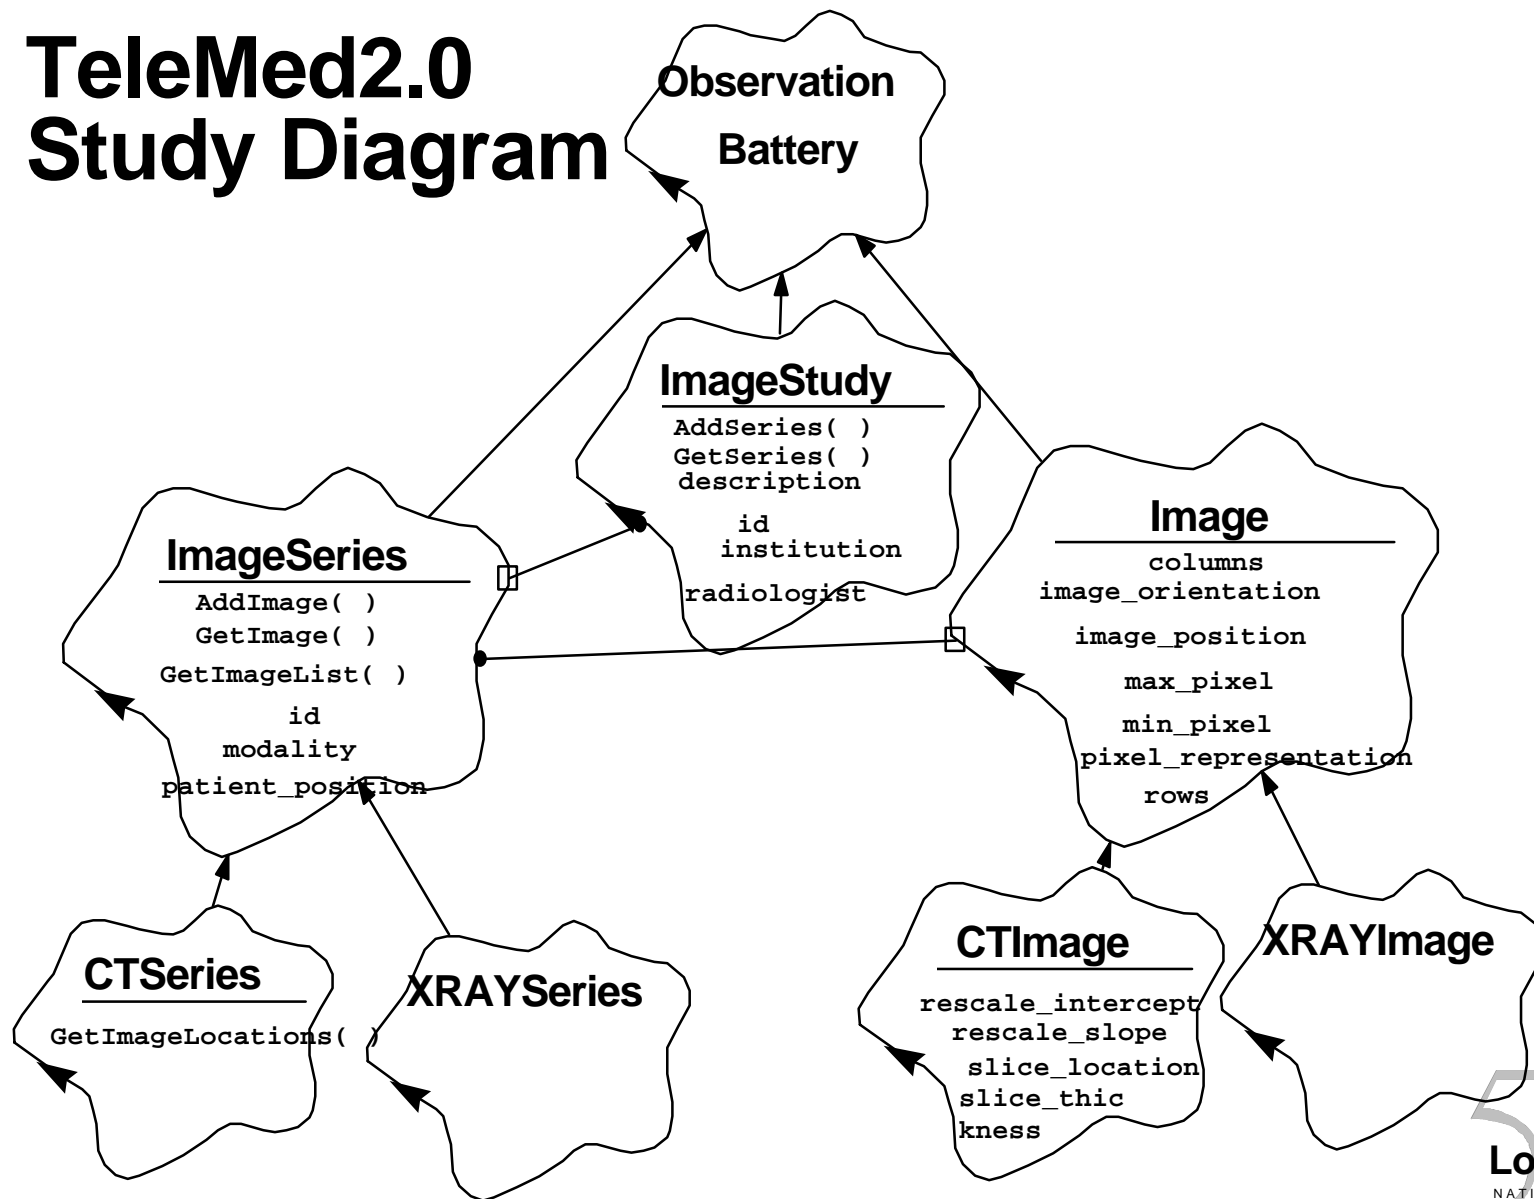 TeleMed2.0
Study Diagram
Observation
Battery
ImageStudy
AddSeries( )
GetSeries( )
description
id
institution
radiologist
ImageSeries
AddImage( )
GetImage( )
GetImageList( )
id
modality
patient_position
Image
columns
image_orientation
image_position
max_pixel
min_pixel
pixel_representation
rows
CTSeries
GetImageLocations( )
XRAYSeries
CTImage
rescale_intercept
rescale_slope
slice_location
slice_thic
kness
XRAYImage
Lo
NATI